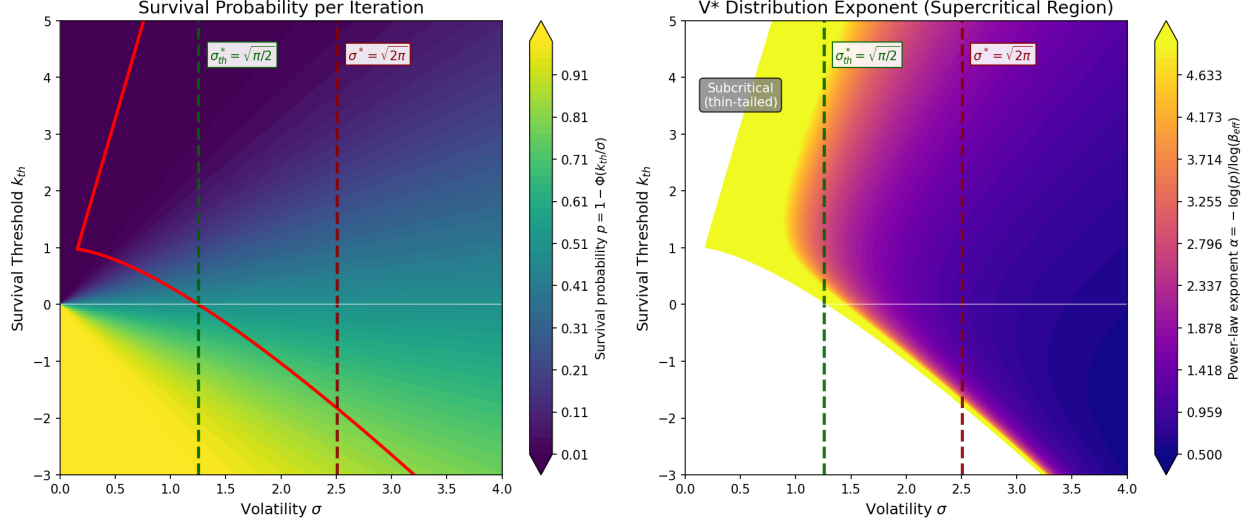 Survival Probability per Iteration
5
4
3
2
1
0
−1
−2
−3
Survival Threshold k_th
0.0 0.5 1.0 1.5 2.0 2.5 3.0 3.5 4.0
Volatility σ
σ*_th = √π/2
σ* = √2π
0.91
0.81
0.71
0.61
0.51
0.41
0.31
0.21
0.11
0.01
Survival probability p = 1 − Φ(k_th/σ)
V* Distribution Exponent (Supercritical Region)
5
4
3
2
1
0
−1
−2
−3
Survival Threshold k_th
0.0 0.5 1.0 1.5 2.0 2.5 3.0 3.5 4.0
Volatility σ
Subcritical
(thin-tailed)
σ*_th = √π/2
σ* = √2π
4.633
4.173
3.714
3.255
2.796
2.337
1.878
1.418
0.959
0.500
Power-law exponent α = − log(p)/log(β_eff)